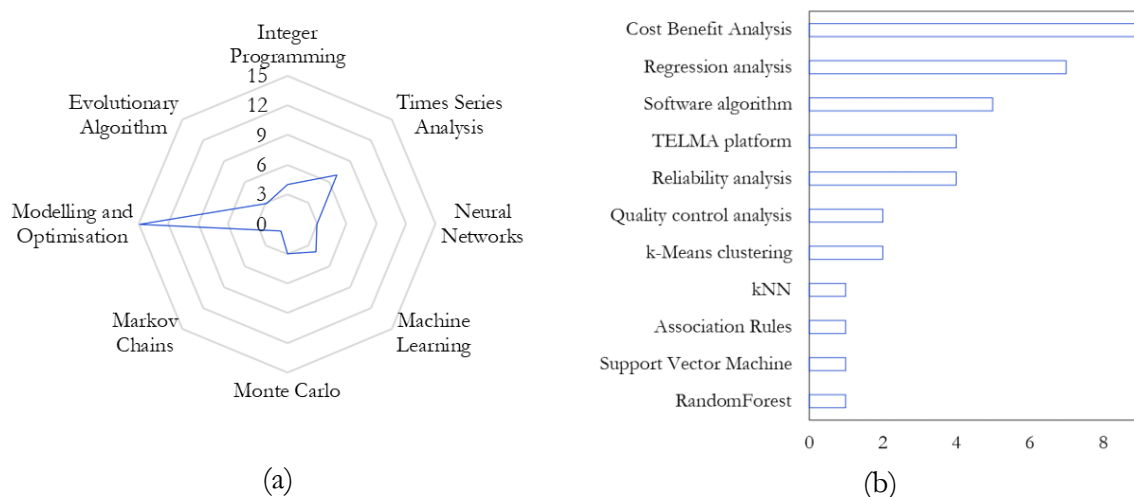 Integer
Programming
15
12
9
6
3
0
Times Series
Analysis
Neural
Networks
Machine
Learning
Monte Carlo
Markov
Chains
Modelling and
Optimisation
Evolutionary
Algorithm
(a)
Cost Benefit Analysis
Regression analysis
Software algorithm
TELMA platform
Reliability analysis
Quality control analysis
k-Means clustering
kNN
Association Rules
Support Vector Machine
RandomForest
0 2 4 6 8
(b)